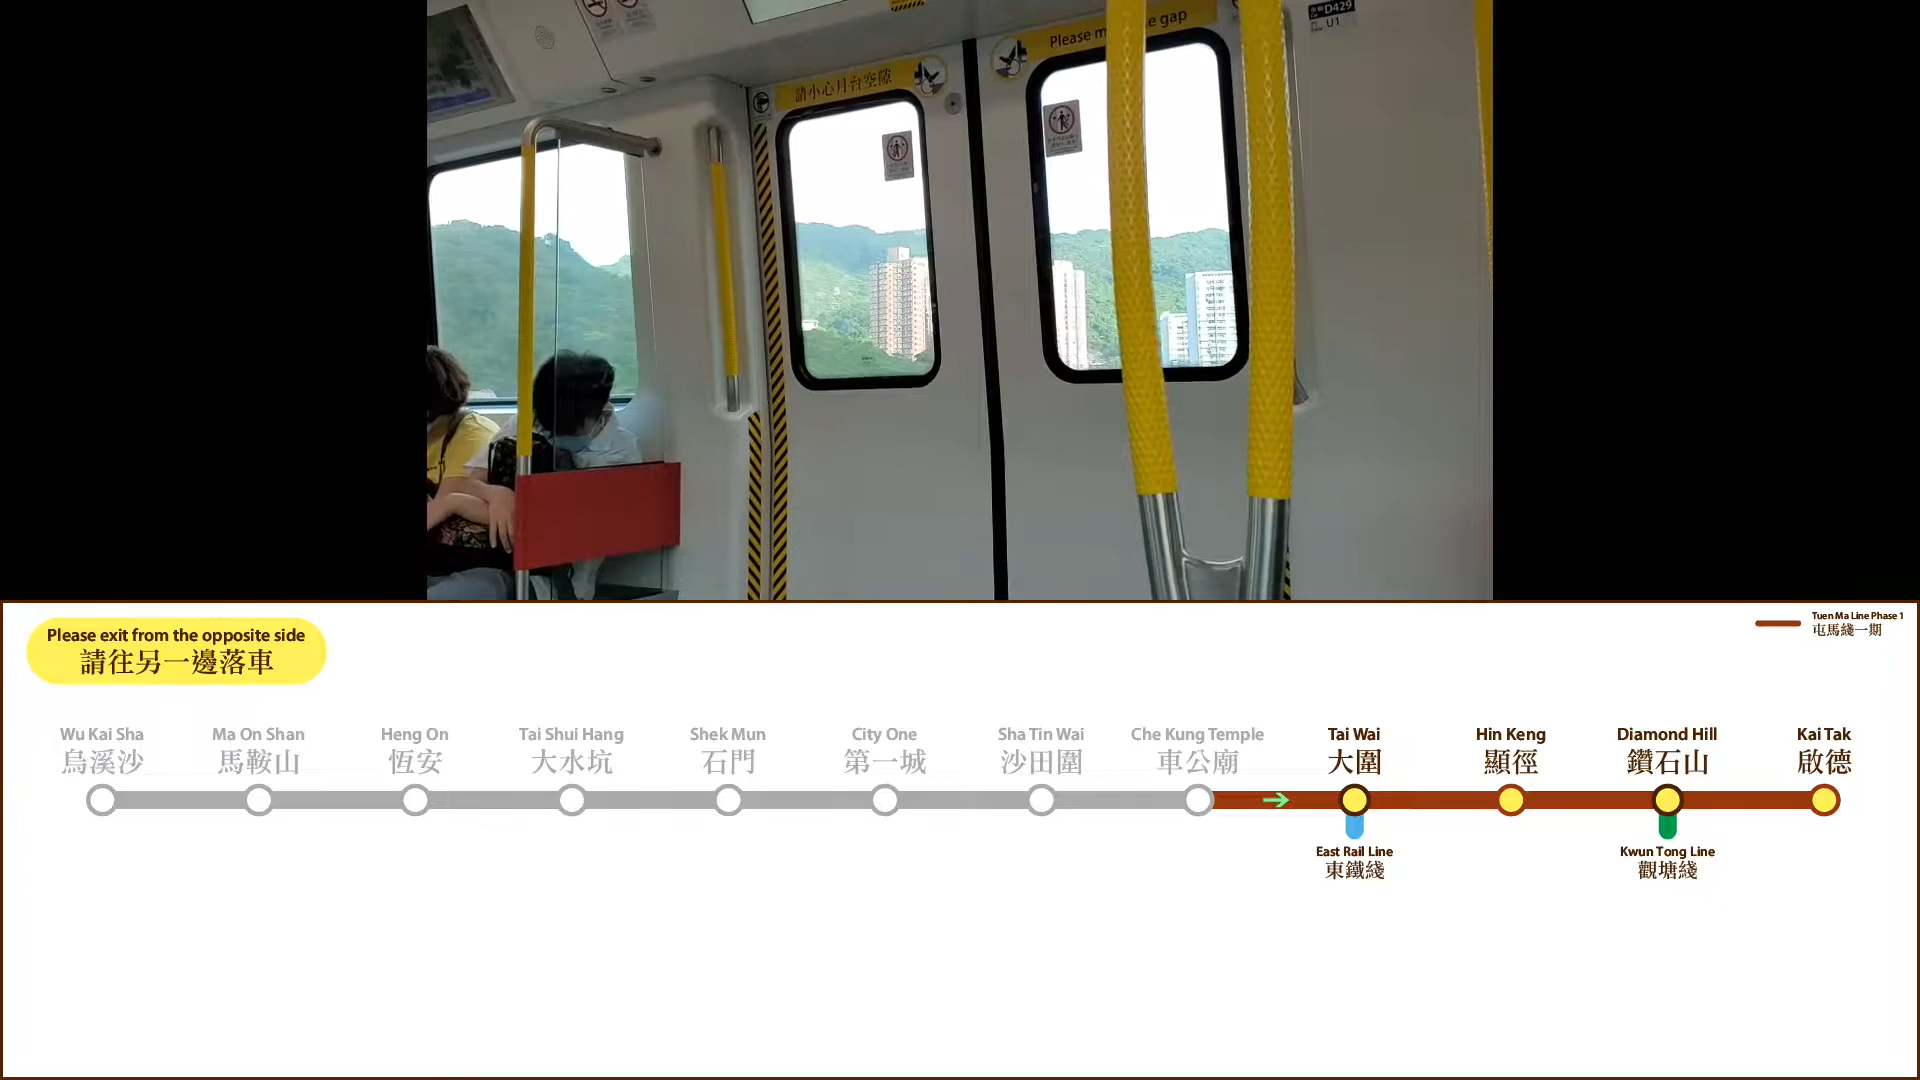 請小心月台空隙
Please m
e gap
D429
U1
Please exit from the opposite side
請往另一邊落車
Tuen Ma Line Phase 1
屯馬綫一期
Wu Kai Sha
烏溪沙
Ma On Shan
馬鞍山
Heng On
恆安
Tai Shui Hang
大水坑
Shek Mun
石門
City One
第一城
Sha Tin Wai
沙田圍
Che Kung Temple
車公廟
Tai Wai
大圍
Hin Keng
顯徑
Diamond Hill
鑽石山
Kai Tak
啟德
East Rail Line
東鐵綫
Kwun Tong Line
觀塘綫